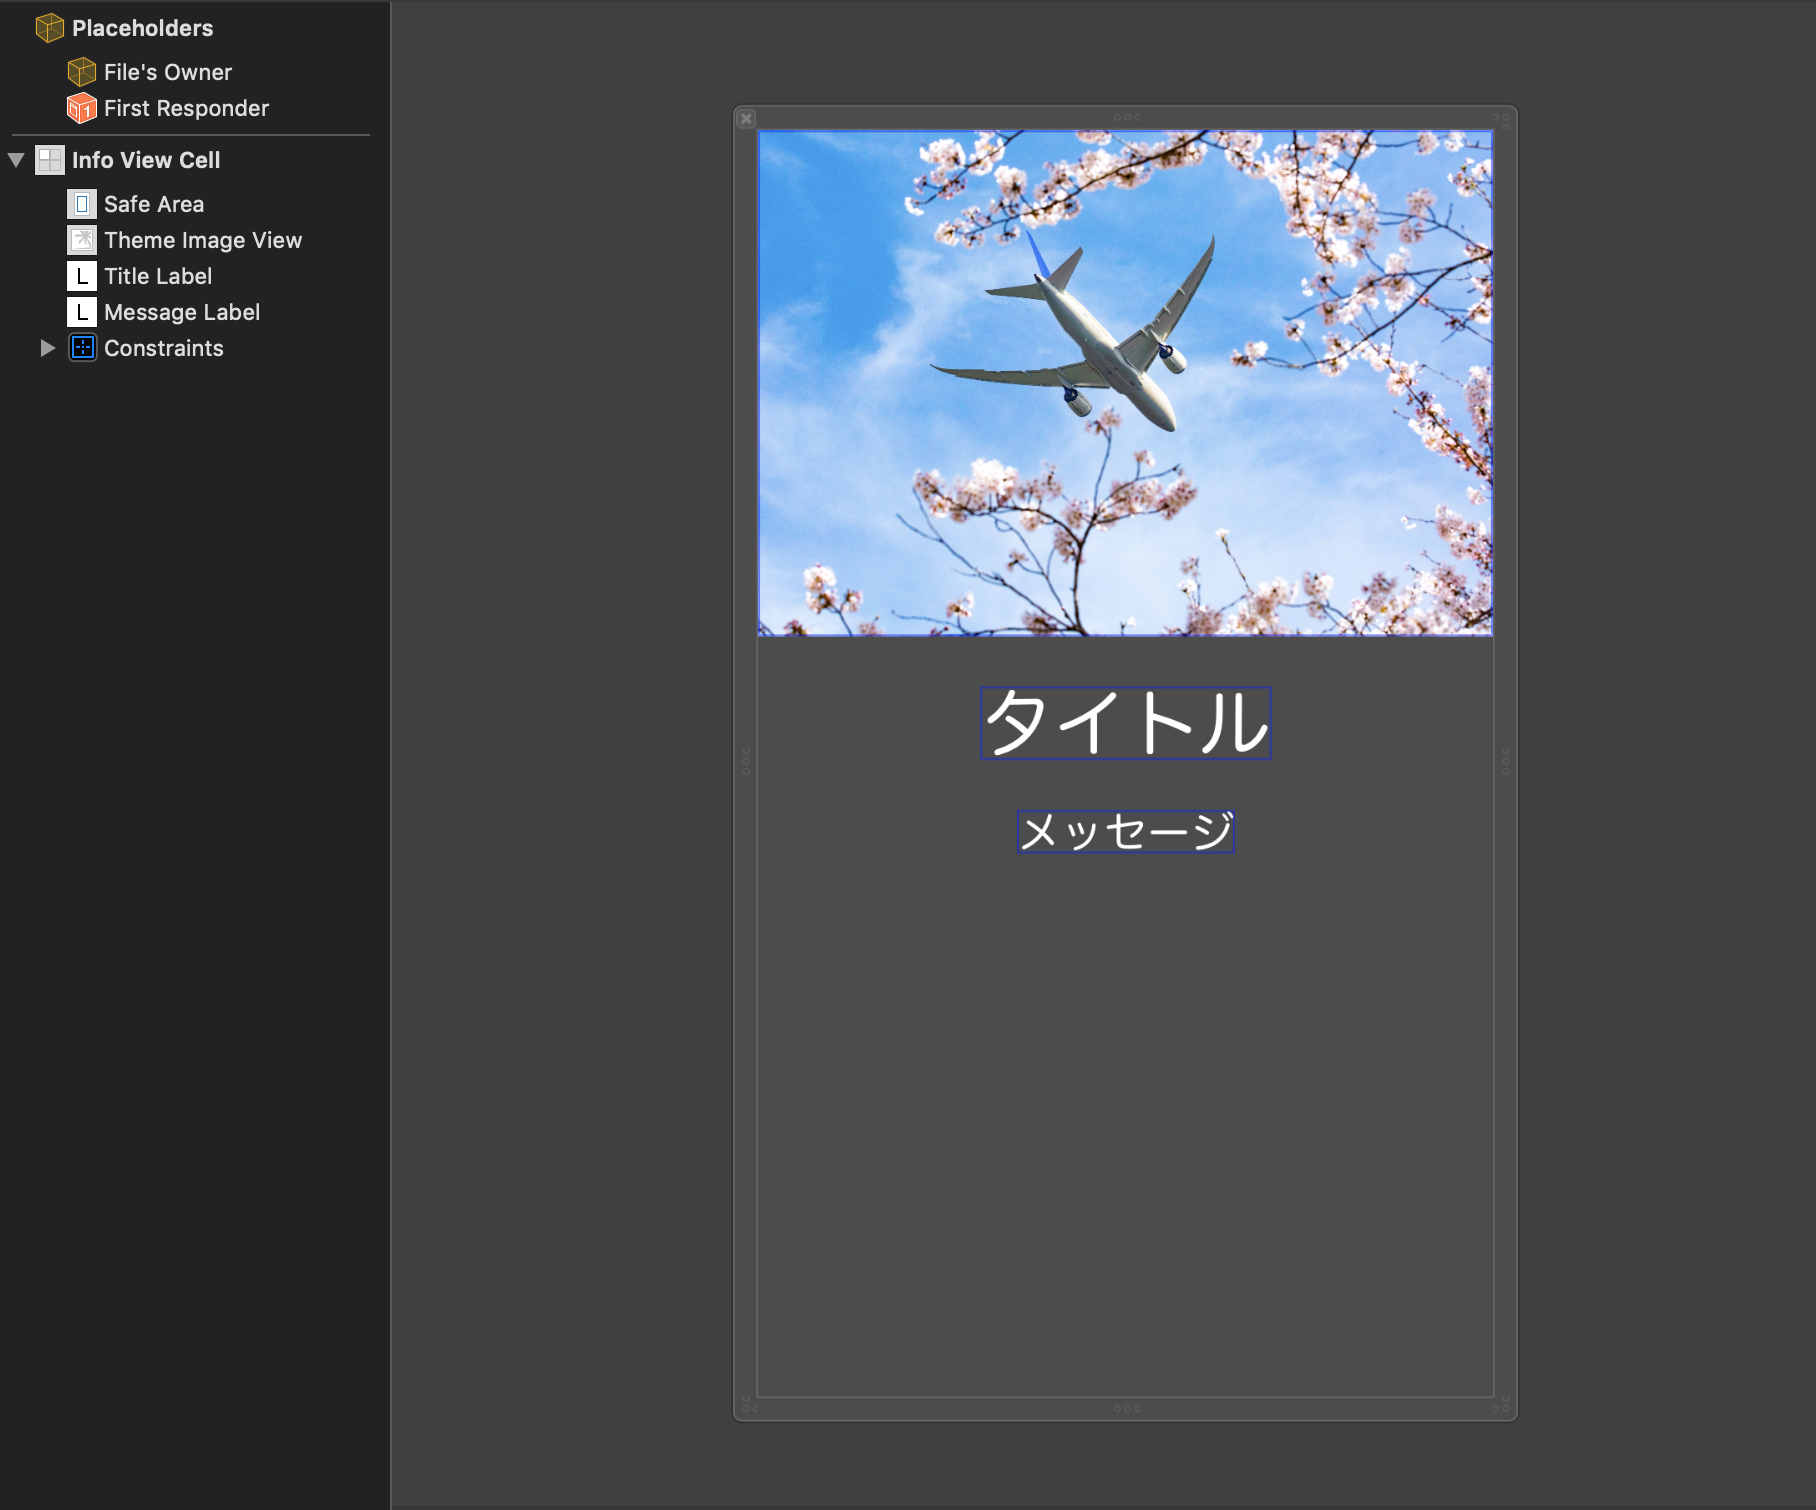 Placeholders
File's Owner
First Responder
Info View Cell
Safe Area
Theme Image View
L Title Label
L Message Label
Constraints
タイトル
メッセージ